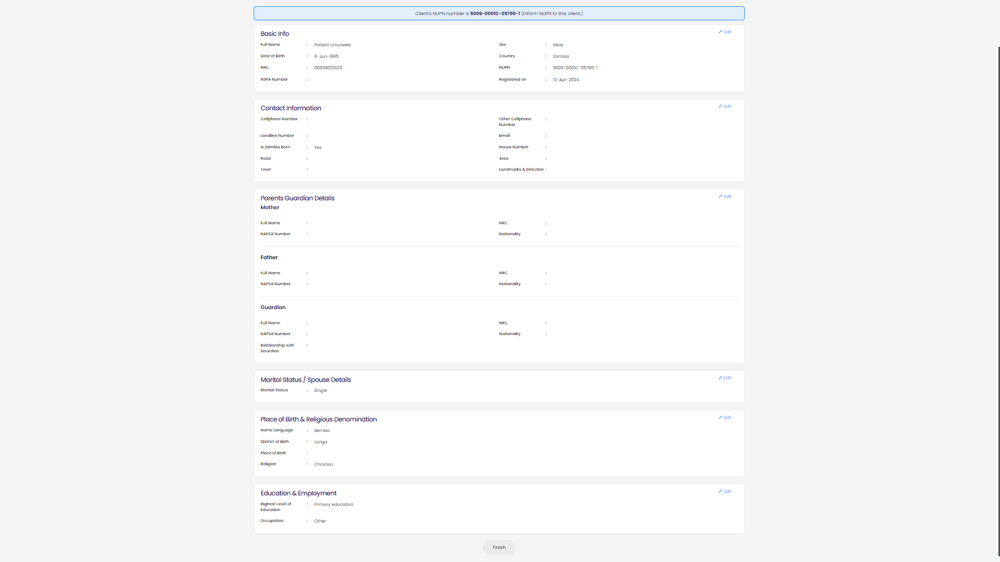 Client's NUPN number is 5006-0001C-05790-1 (Inform NUPN to this client.)
Basic Info
Edit
Full Name : Patient Umulwele
Sex : Male
Date of Birth : 8-Jun-1995
Country : Zambia
NRC : 000000/00/0
NUPN : 5006-0001C-05790-1
NSPA Number :
Registered on : 13-Apr-2024
Contact Information
Edit
Cellphone Number :
Other Cellphone Number :
Landline Number :
Email :
Is Zambia Born : Yes
House Number :
Road :
Area :
Town :
Landmarks & Direction :
Parents Guardian Details
Edit
Mother
Full Name :
NRC :
NAPSA Number :
Nationality :
Father
Full Name :
NRC :
NAPSA Number :
Nationality :
Guardian
Full Name :
NRC :
NAPSA Number :
Nationality :
Relationship with Gaurdian :
Marital Status / Spouse Details
Edit
Martial Status : Single
Place of Birth & Religious Denomination
Edit
Home Language : Bemba
District of Birth : Lunga
Place of Birth :
Religion : Christian
Education & Employment
Edit
Highest Level of Education : Primary education
Occupation : Other
Finish